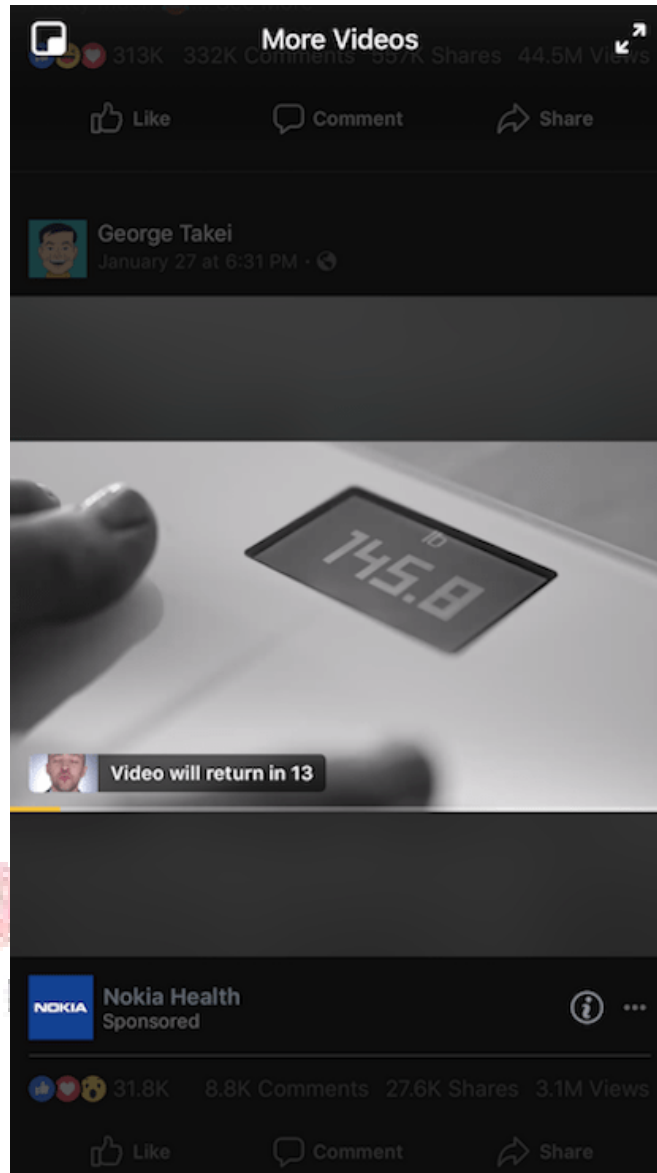 More Videos
313K 332K Comments 557K Shares 44.5M Views
Like Comment Share
George Takei
January 27 at 6:31 PM
145.8
Video will return in 13
NOKIA
Nokia Health
Sponsored
31.8K 8.8K Comments 27.6K Shares 3.1M Views
Like Comment Share